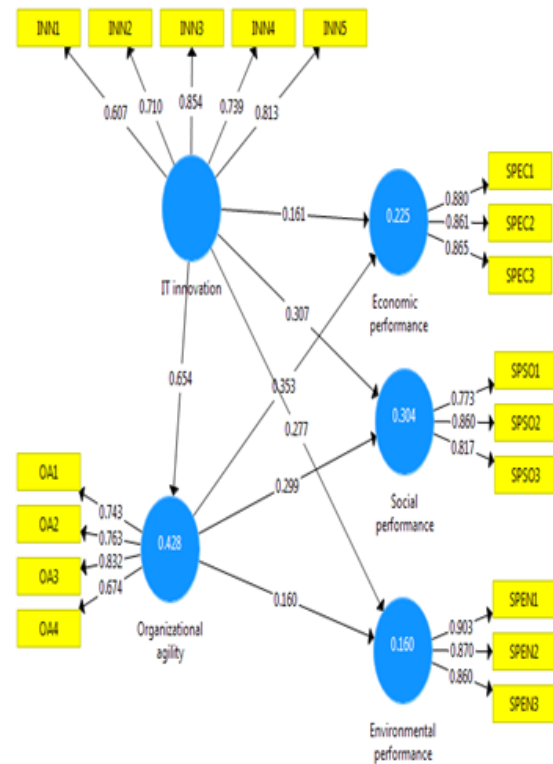 INN1 INN2 INN3 INN4 INN5
0.607 0.710 0.854 0.739 0.813
IT innovation
0.161
0.307
0.277
0.654
0.225
Economic
performance
0.880
0.861
0.865
SPEC1
SPEC2
SPEC3
0.353
0.304
Social
performance
0.773
0.860
0.817
SPSO1
SPSO2
SPSO3
OA1
OA2
OA3
OA4
0.743
0.763
0.832
0.674
0.428
Organizational
agility
0.299
0.160
0.160
Environmental
performance
0.903
0.870
0.860
SPEN1
SPEN2
SPEN3